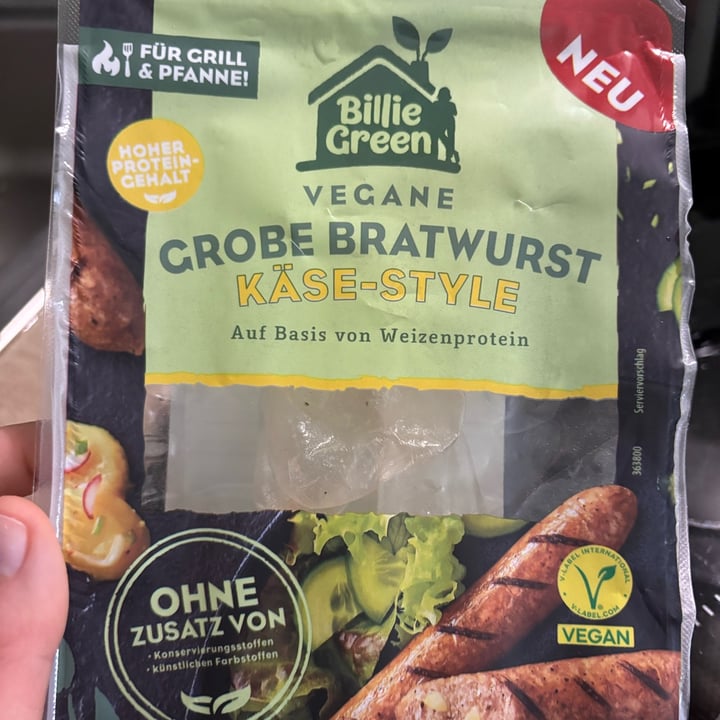 FÜR GRILL
& PFANNE!
NEU
Billie
Green
HOHER
PROTEIN-
GEHALT
VEGANE
GROBE BRATWURST
KÄSE-STYLE
Auf Basis von Weizenprotein
Serviervorschlag
363800
OHNE
ZUSATZ VON
· Konservierungsstoffen
· künstlichen Farbstoffen
V-LABEL INTERNATIONAL
V-LABEL.COM
VEGAN